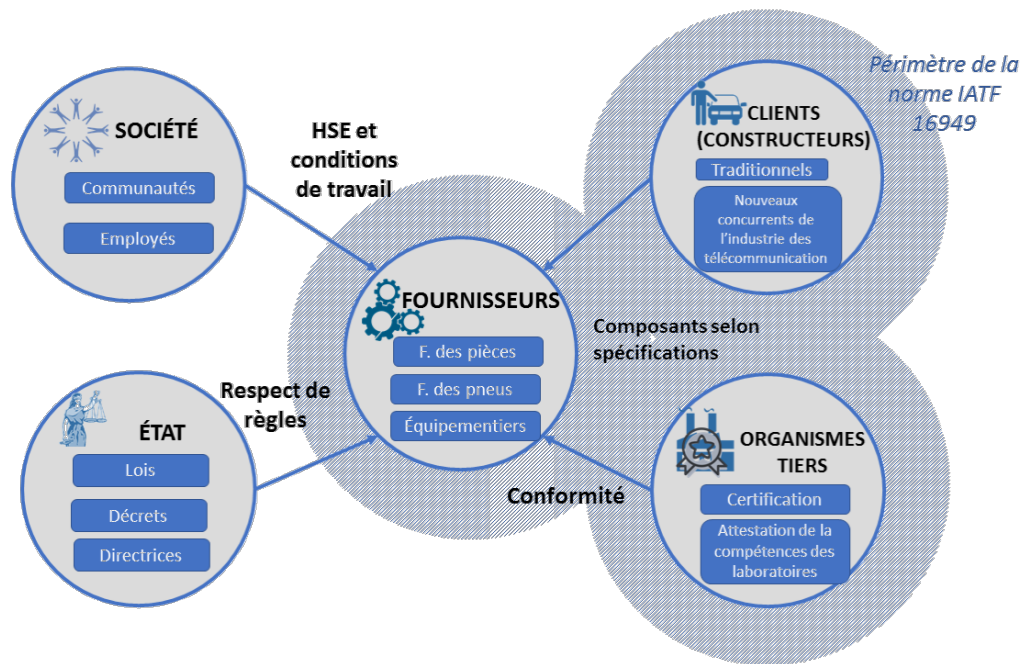 Périmètre de la
norme IATF
16949
SOCIÉTÉ
Communautés
Employés
HSE et
conditions
de travail
CLIENTS
(CONSTRUCTEURS)
Traditionnels
Nouveaux
concurrents de
l'industrie des
télécommunication
FOURNISSEURS
F. des pièces
F. des pneus
Équipementiers
Composants selon
spécifications
Respect de
règles
ÉTAT
Lois
Décrets
Directrices
Conformité
ORGANISMES
TIERS
Certification
Attestation de la
compétences des
laboratoires